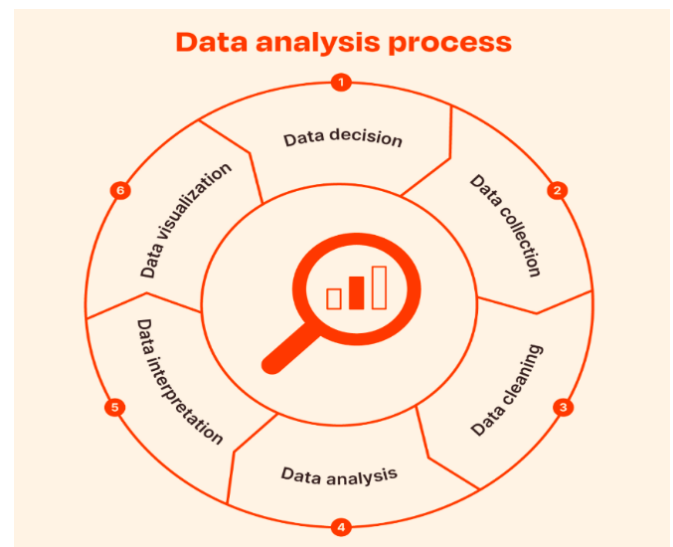 Data analysis process
1
Data decision
2
Data collection
3
Data cleaning
4
Data analysis
5
Data interpretation
6
Data visualization